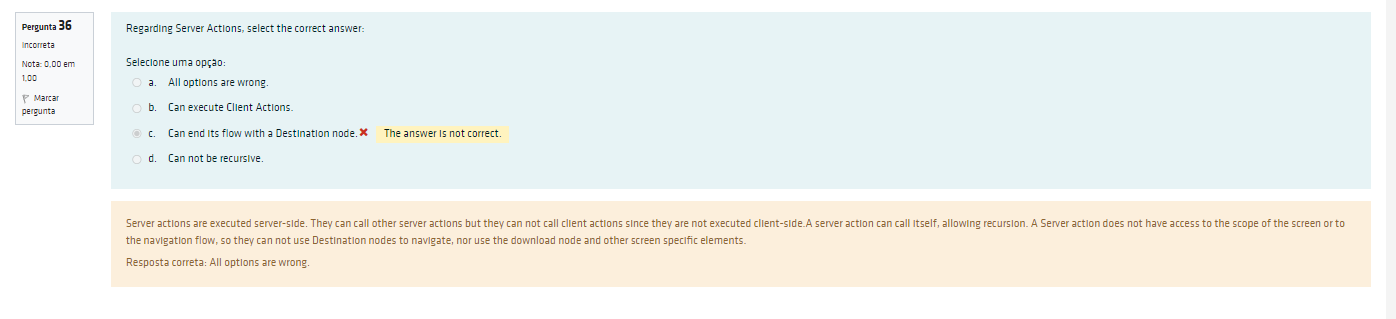 Pergunta 36
Incorreta
Nota: 0,00 em
1,00
Marcar
pergunta
Regarding Server Actions, select the correct answer:
Selecione uma opção:
a. All options are wrong.
b. Can execute Client Actions.
c. Can end its flow with a Destination node. The answer is not correct.
d. Can not be recursive.
Server actions are executed server-side. They can call other server actions but they can not call client actions since they are not executed client-side.A server action can call itself, allowing recursion. A Server action does not have access to the scope of the screen or to
the navigation flow, so they can not use Destination nodes to navigate, nor use the download node and other screen specific elements.
Resposta correta: All options are wrong.